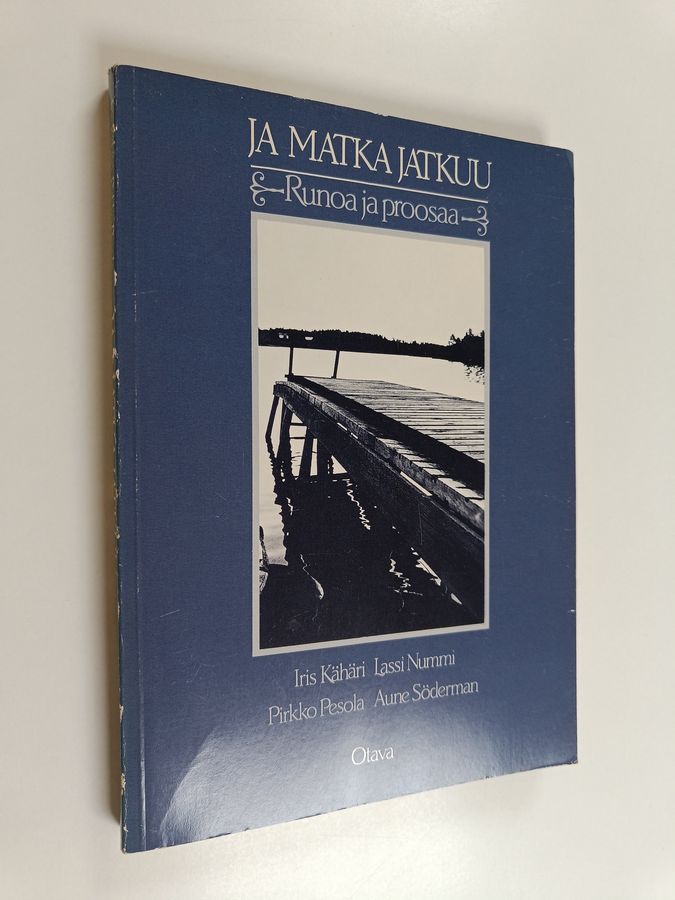 JA MATKA JATKUU
Runoa ja proosaa
Iris Kähäri Lassi Nummi
Pirkko Pesola Aune Söderman
Otava